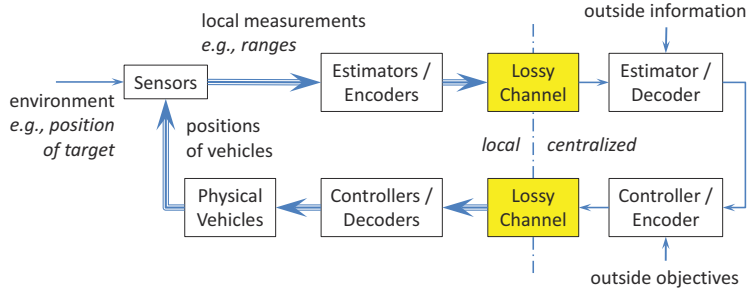 local measurements
e.g., ranges
outside information
Sensors
Estimators /
Encoders
Lossy
Channel
Estimator /
Decoder
environment
e.g., position
of target
positions
of vehicles
local
centralized
Physical
Vehicles
Controllers /
Decoders
Lossy
Channel
Controller /
Encoder
outside objectives